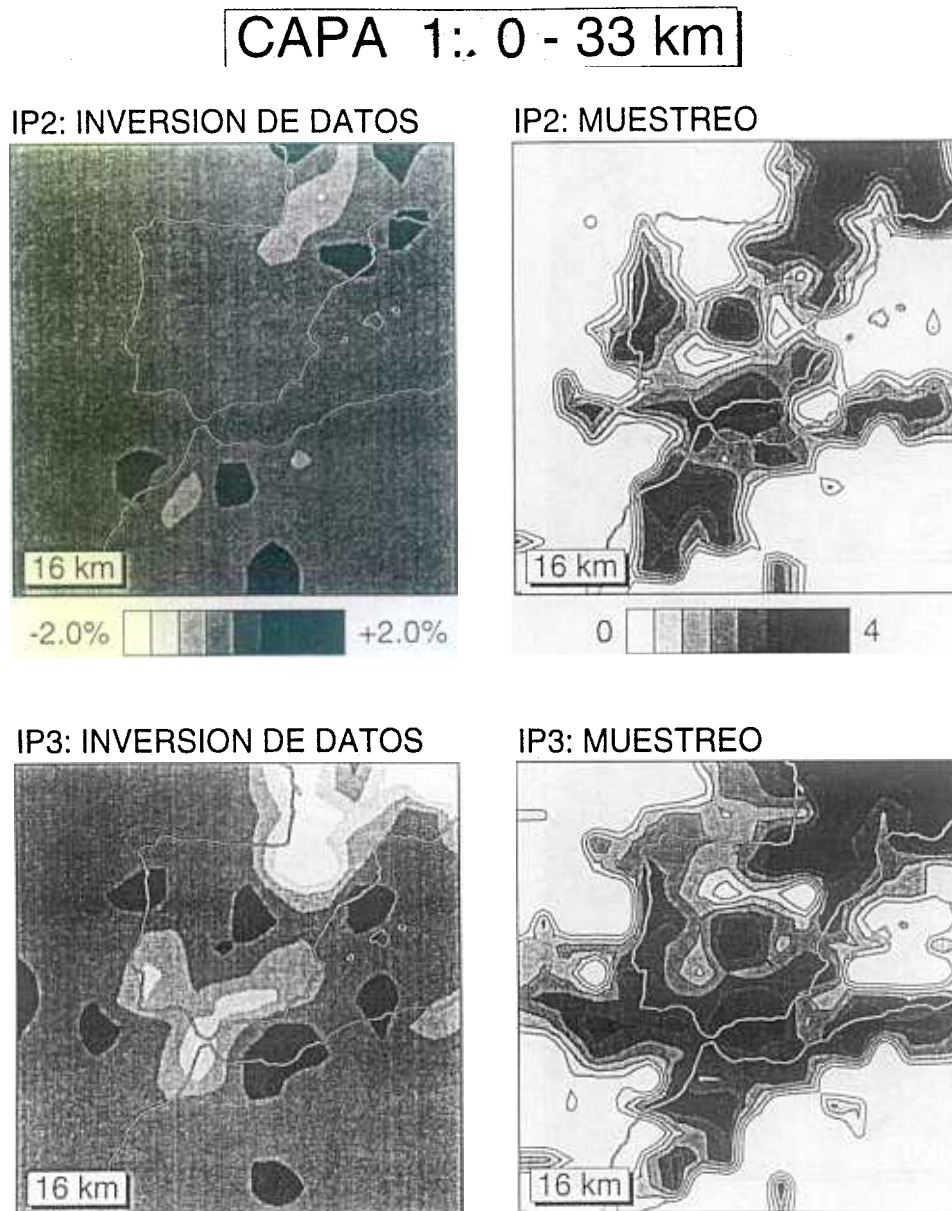 CAPA 1: 0 - 33 km
IP2: INVERSION DE DATOS
IP2: MUESTREO
16 km
16 km
-2.0%
+2.0%
0
4
IP3: INVERSION DE DATOS
IP3: MUESTREO
16 km
16 km